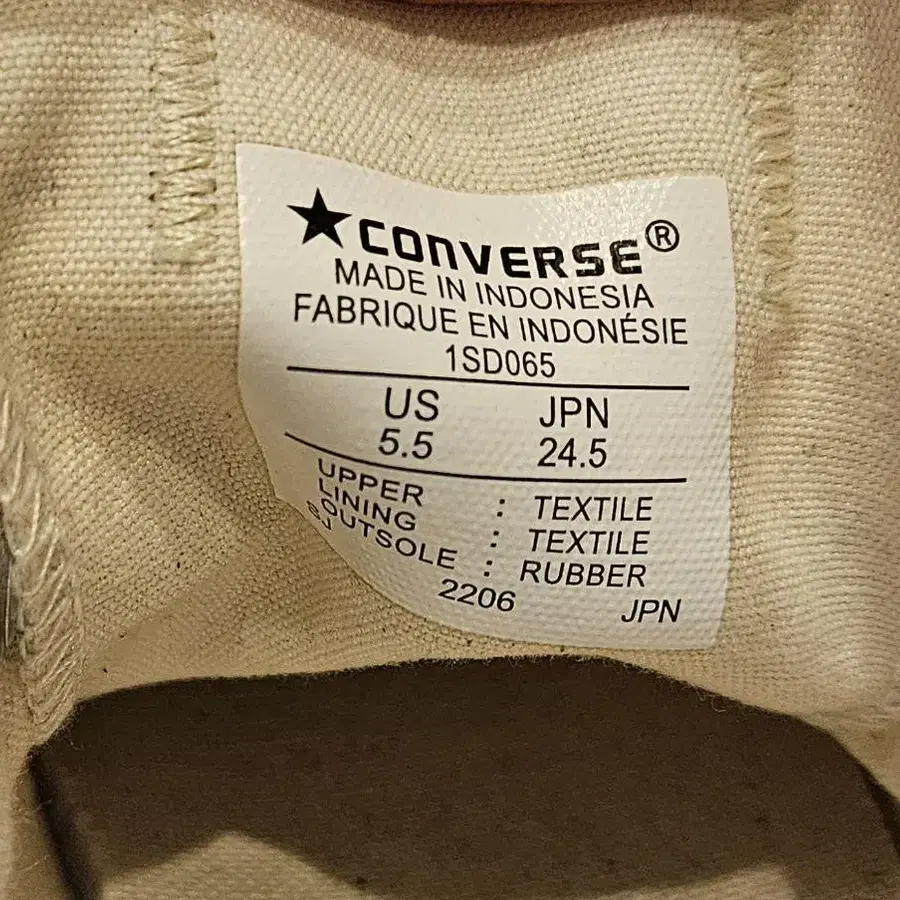 ★CONVERSE®
MADE IN INDONESIA
FABRIQUE EN INDONÉSIE
1SD065
US JPN
5.5 24.5
UPPER : TEXTILE
LINING : TEXTILE
OUTSOLE : RUBBER
SJ 2206 JPN